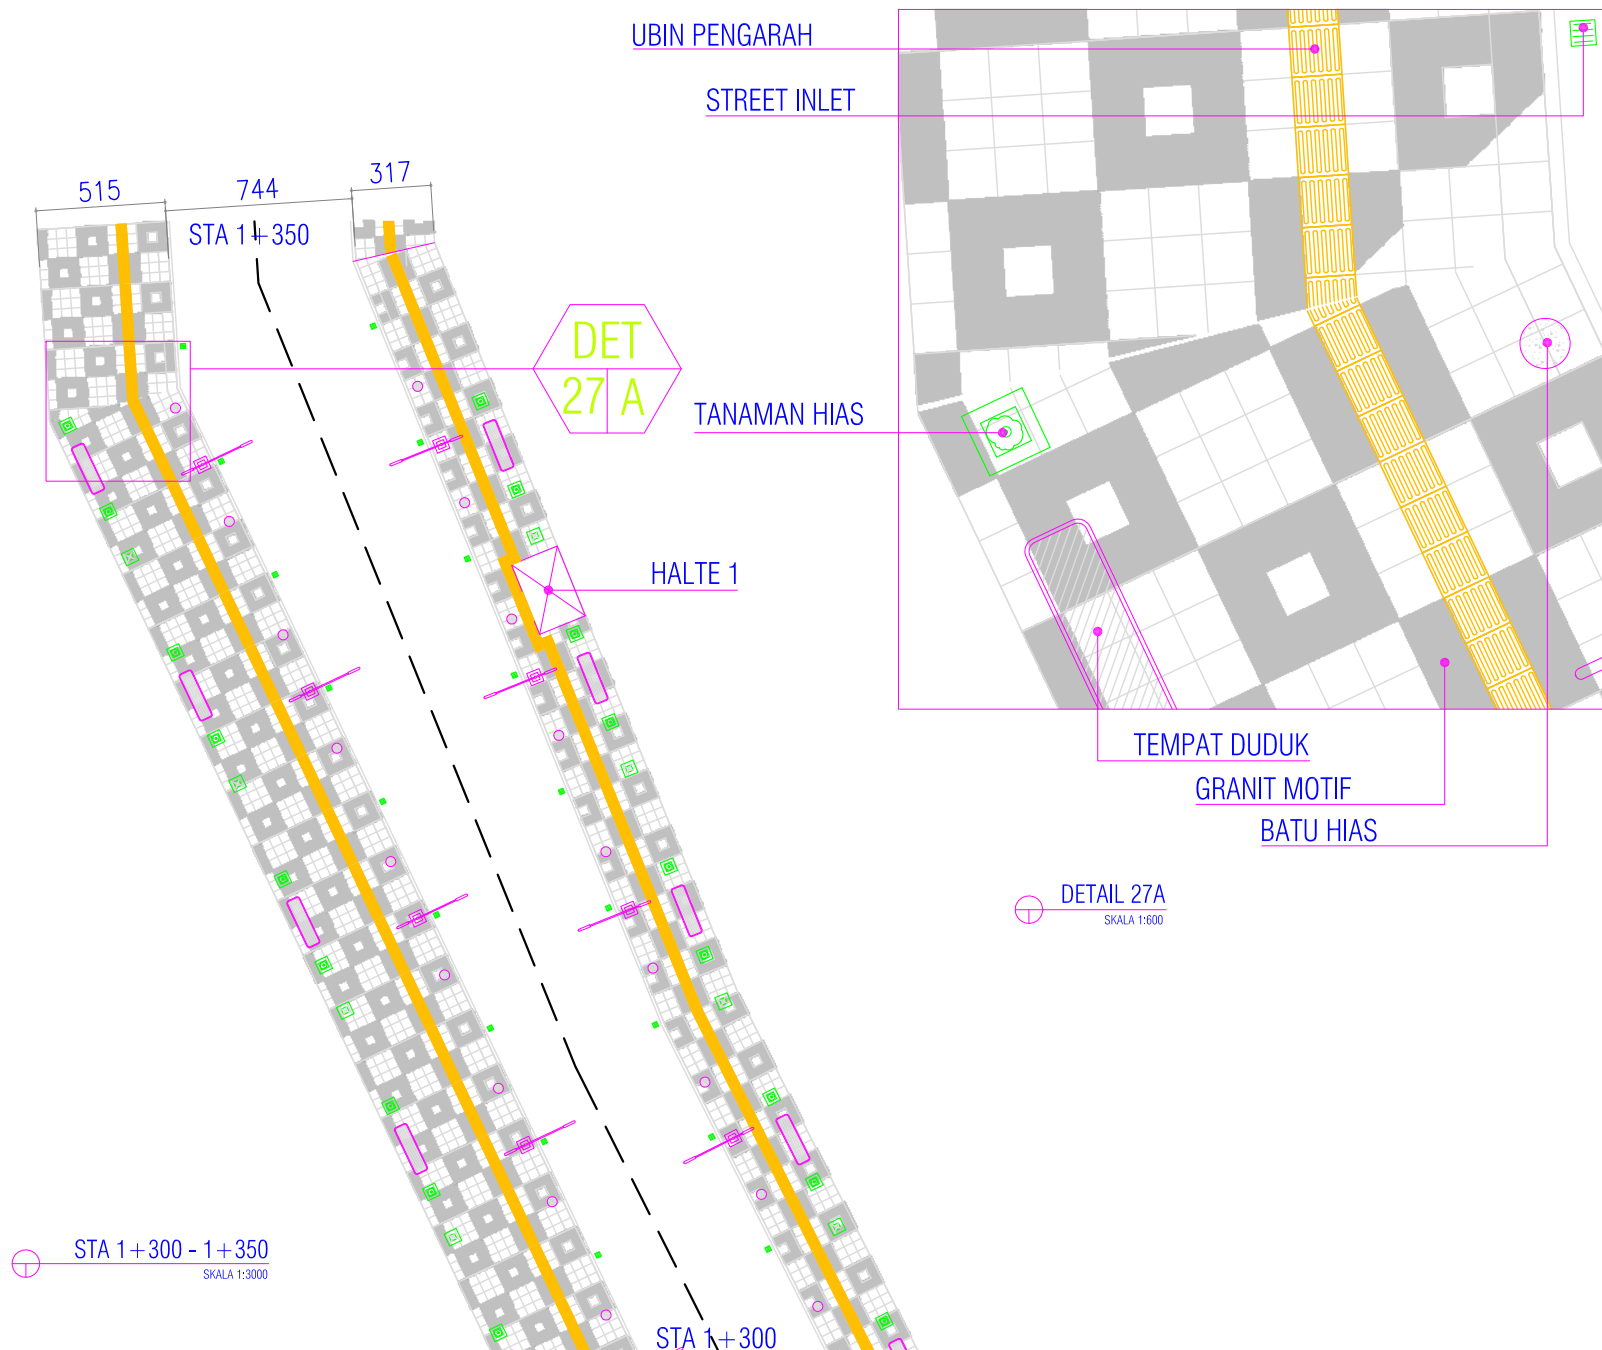 UBIN PENGARAH
STREET INLET
515
744
317
STA 1+350
DET
27 A
TANAMAN HIAS
HALTE 1
TEMPAT DUDUK
GRANIT MOTIF
BATU HIAS
DETAIL 27A
SKALA 1:600
STA 1+300 - 1+350
SKALA 1:3000
STA 1+300